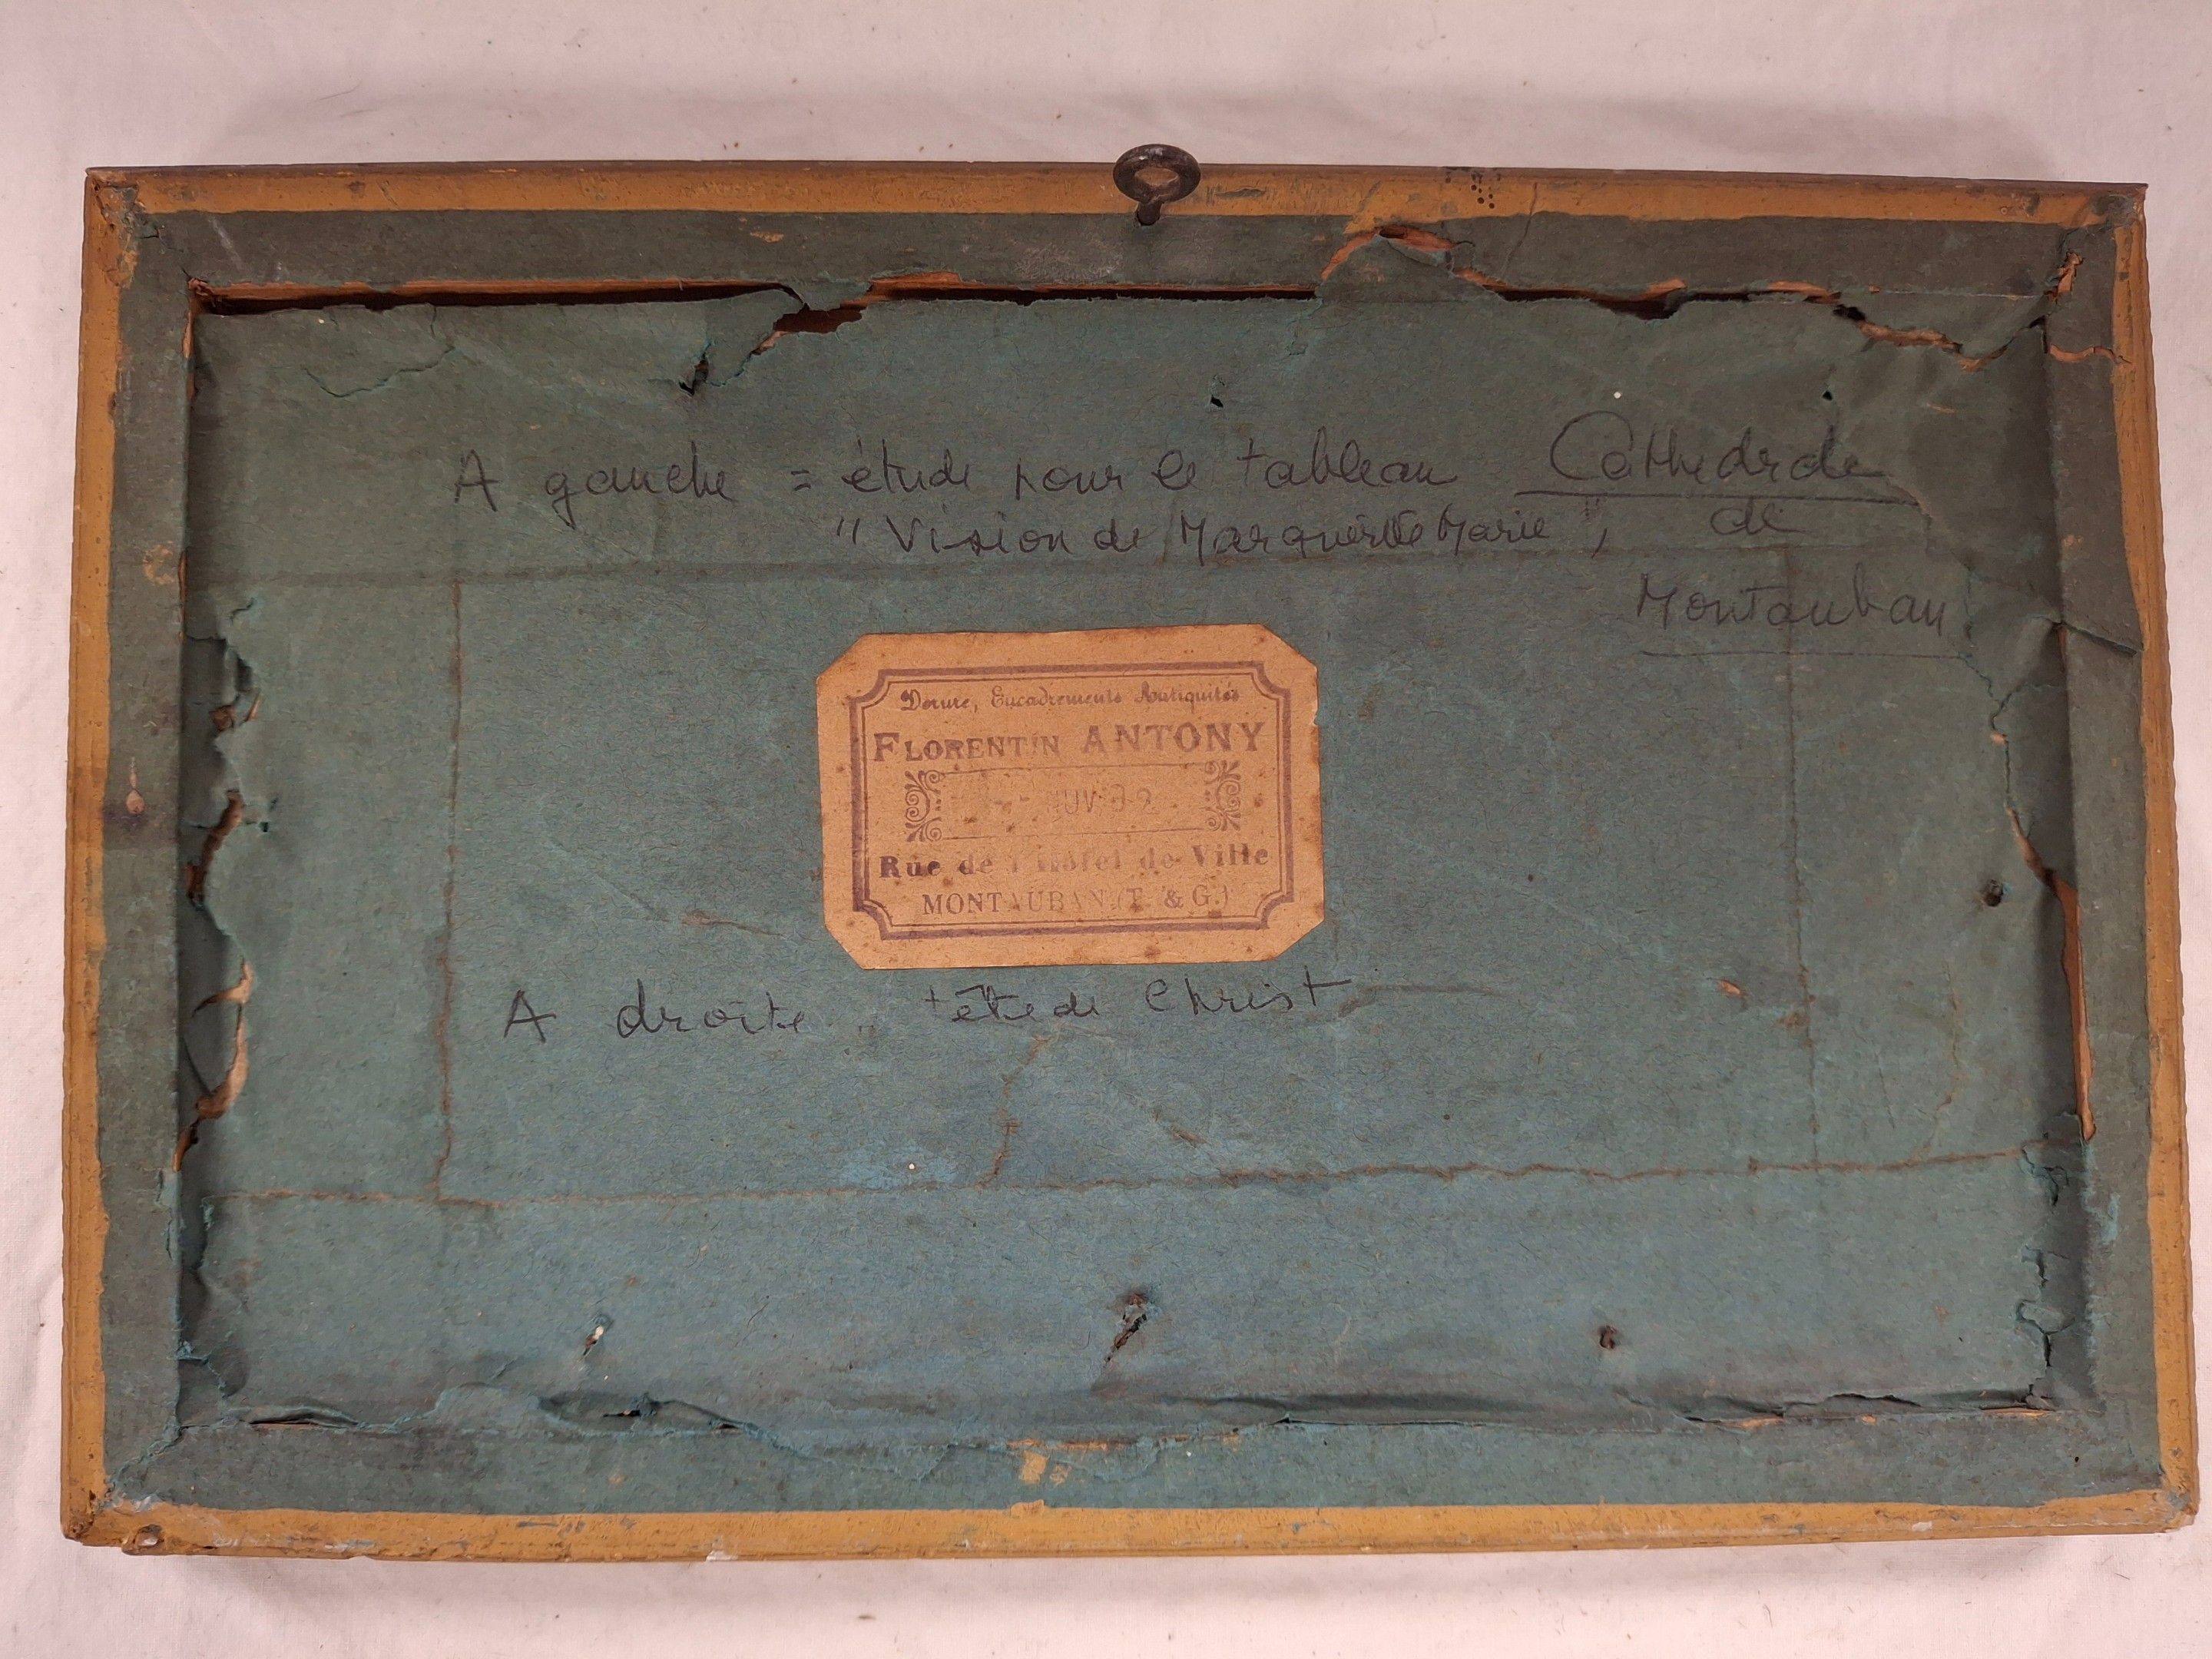 A gauche = étude pour le tableau Cathédrale
"Vision de Marguerite Marie", de
Montauban
Dorure, Encadrements Antiquités
FLORENTIN ANTONY
Rue de l'Hôtel de Ville
MONTAUBAN.(T. & G.)
A droite tête de Christ